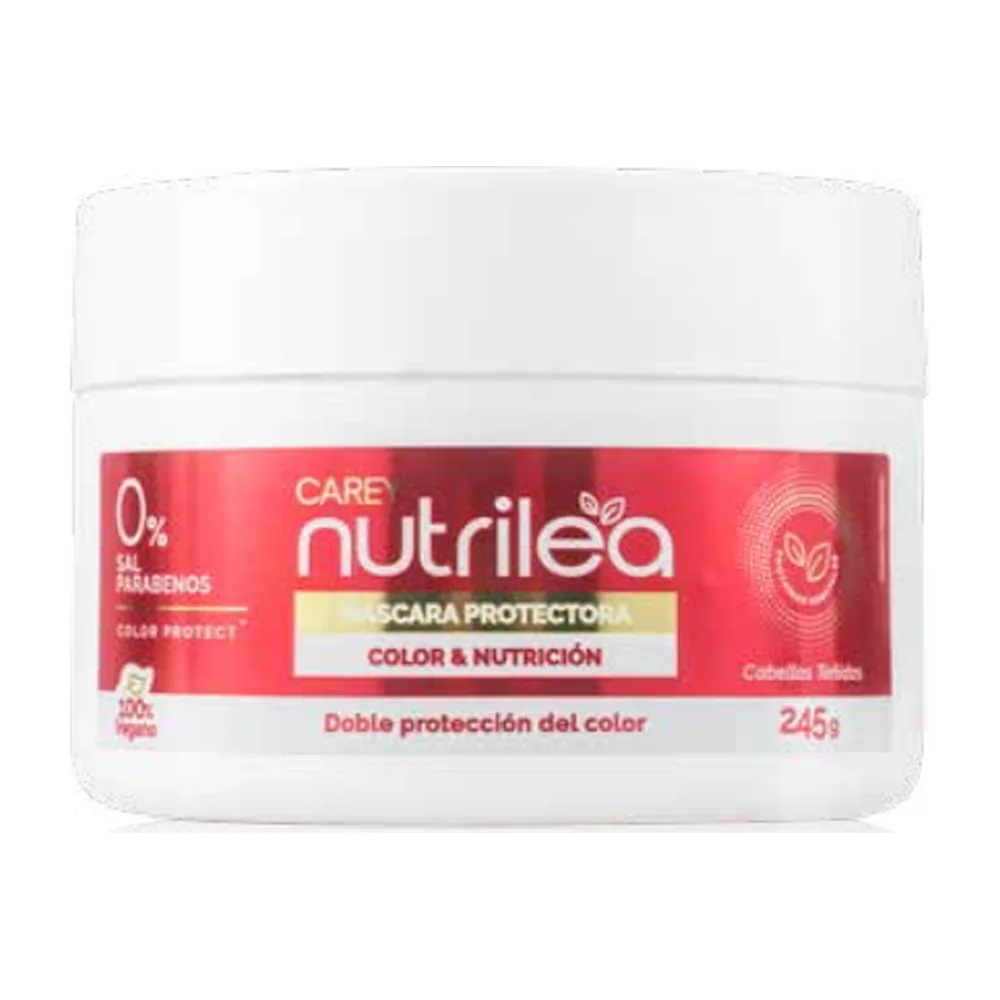 0%
SAL
PARABENOS
COLOR PROTECT
100%
Vegano
CAREY
nutrilea
MÁSCARA PROTECTORA
COLOR & NUTRICIÓN
Doble protección del color
Cabellos Teñidos
245g